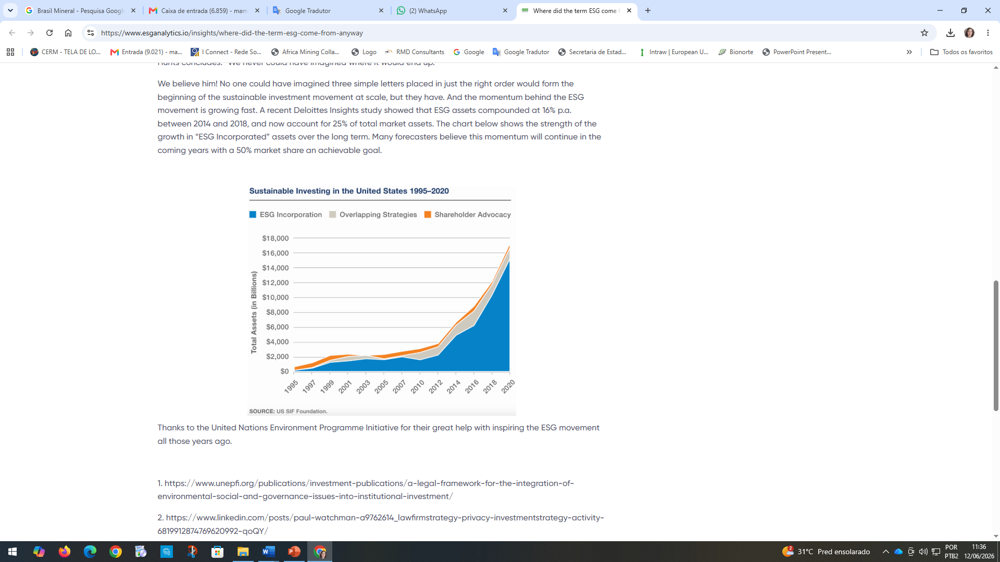 Brasil Mineral - Pesquisa Googl
Caixa de entrada (6.859) - mam
Google Tradutor
(2) WhatsApp
Where did the term ESG come f
https://www.esganalytics.io/insights/where-did-the-term-esg-come-from-anyway
CERM - TELA DE LO...
Entrada (9.021) - ma...
I Connect - Rede So...
Africa Mining Colla...
Logo
RMD Consultants
Google
Google Tradutor
Secretaria de Estad...
Intraw | European U...
Bionorte
PowerPoint Present...
Todos os favoritos
Hunts concludes: "We never could have imagined where it would end up."
We believe him! No one could have imagined three simple letters placed in just the right order would form the
beginning of the sustainable investment movement at scale, but they have. And the momentum behind the ESG
movement is growing fast. A recent Deloittes Insights study showed that ESG assets compounded at 16% p.a.
between 2014 and 2018, and now account for 25% of total market assets. The chart below shows the strength of the
growth in “ESG Incorporated” assets over the long term. Many forecasters believe this momentum will continue in the
coming years with a 50% market share an achievable goal.
Sustainable Investing in the United States 1995–2020
ESG Incorporation Overlapping Strategies Shareholder Advocacy
Total Assets (in Billions)
$18,000
$16,000
$14,000
$12,000
$10,000
$8,000
$6,000
$4,000
$2,000
$0
1995 1997 1999 2001 2003 2005 2007 2010 2012 2014 2016 2018 2020
SOURCE: US SIF Foundation.
Thanks to the United Nations Environment Programme Initiative for their great help with inspiring the ESG movement
all those years ago.
1. https://www.unepfi.org/publications/investment-publications/a-legal-framework-for-the-integration-of-
environmental-social-and-governance-issues-into-institutional-investment/
2. https://www.linkedin.com/posts/paul-watchman-a9762614_lawfirmstrategy-privacy-investmentstrategy-activity-
6819912874769620992-qoQY/
2
31°C Pred ensolarado
POR
PTB2
11:36
12/06/2026